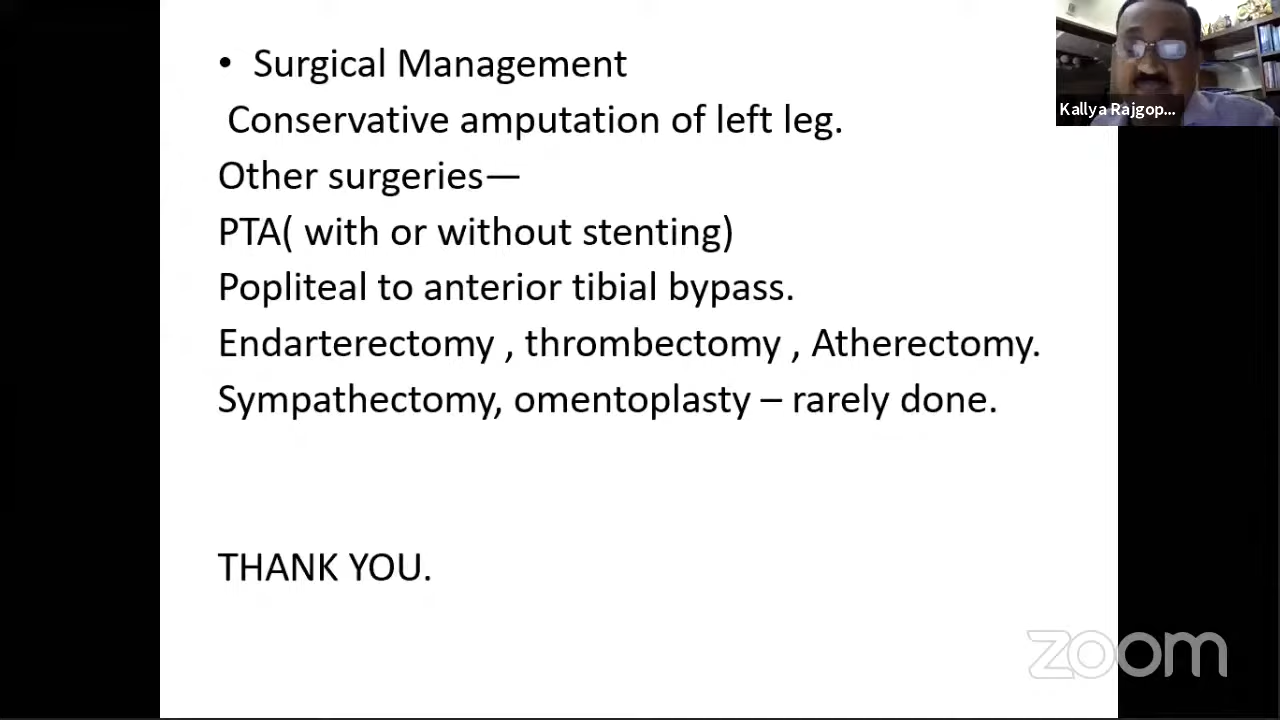 • Surgical Management
Conservative amputation of left leg.
Other surgeries—
PTA( with or without stenting)
Popliteal to anterior tibial bypass.
Endarterectomy , thrombectomy , Atherectomy.
Sympathectomy, omentoplasty – rarely done.
THANK YOU.
Kallya Rajgop...
zoom